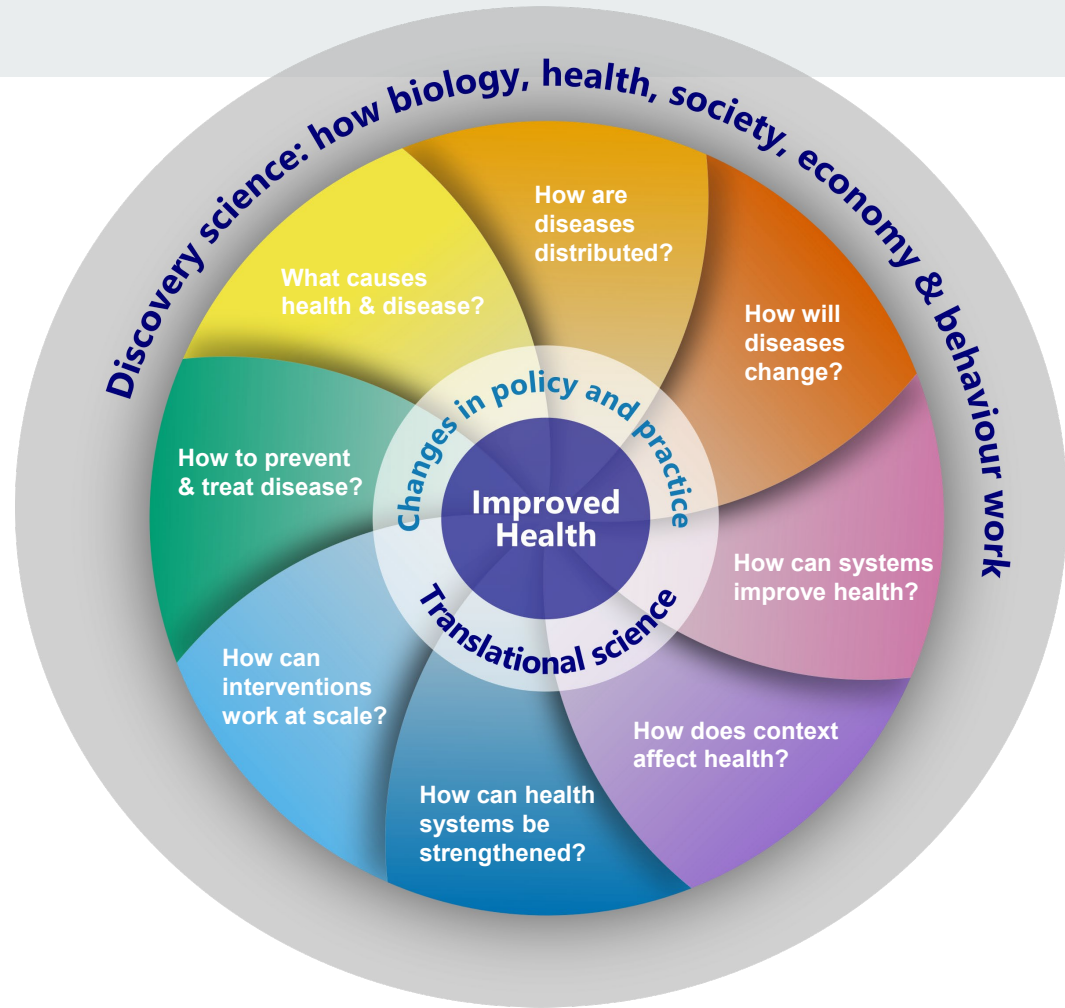 Discovery science: how biology, health, society, economy & behaviour work
How are
diseases
distributed?
What causes
health & disease?
How will
diseases
change?
How to prevent
& treat disease?
Changes in policy and practice
Improved
Health
Translational science
How can systems
improve health?
How can
interventions
work at scale?
How does context
affect health?
How can health
systems be
strengthened?